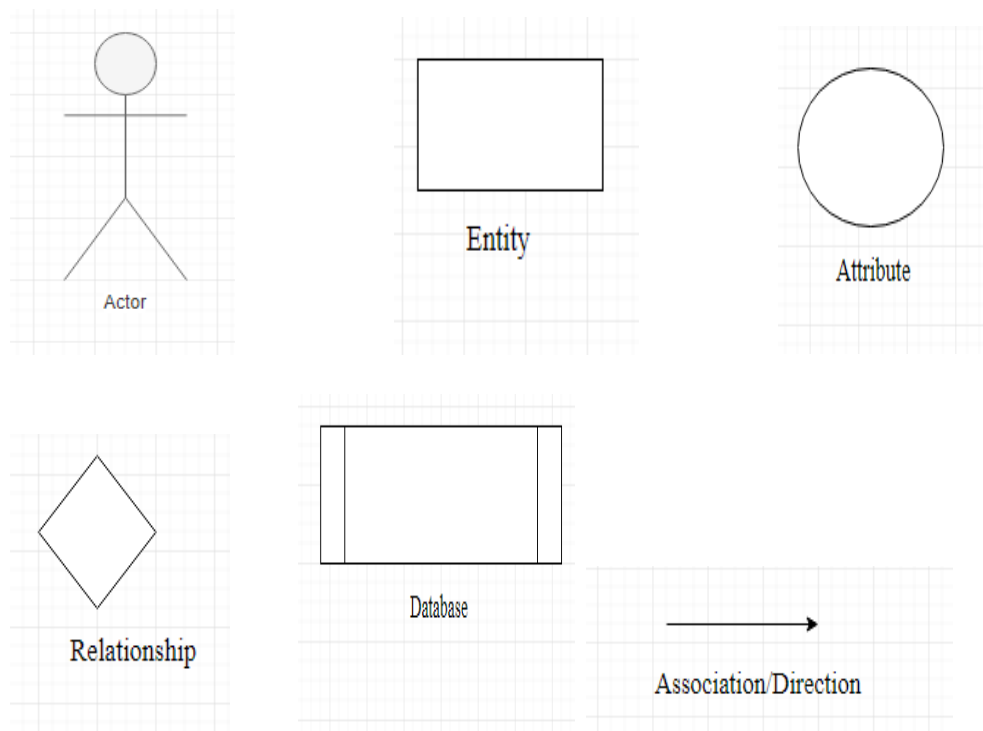 Actor
Entity
Attribute
Relationship
Database
Association/Direction